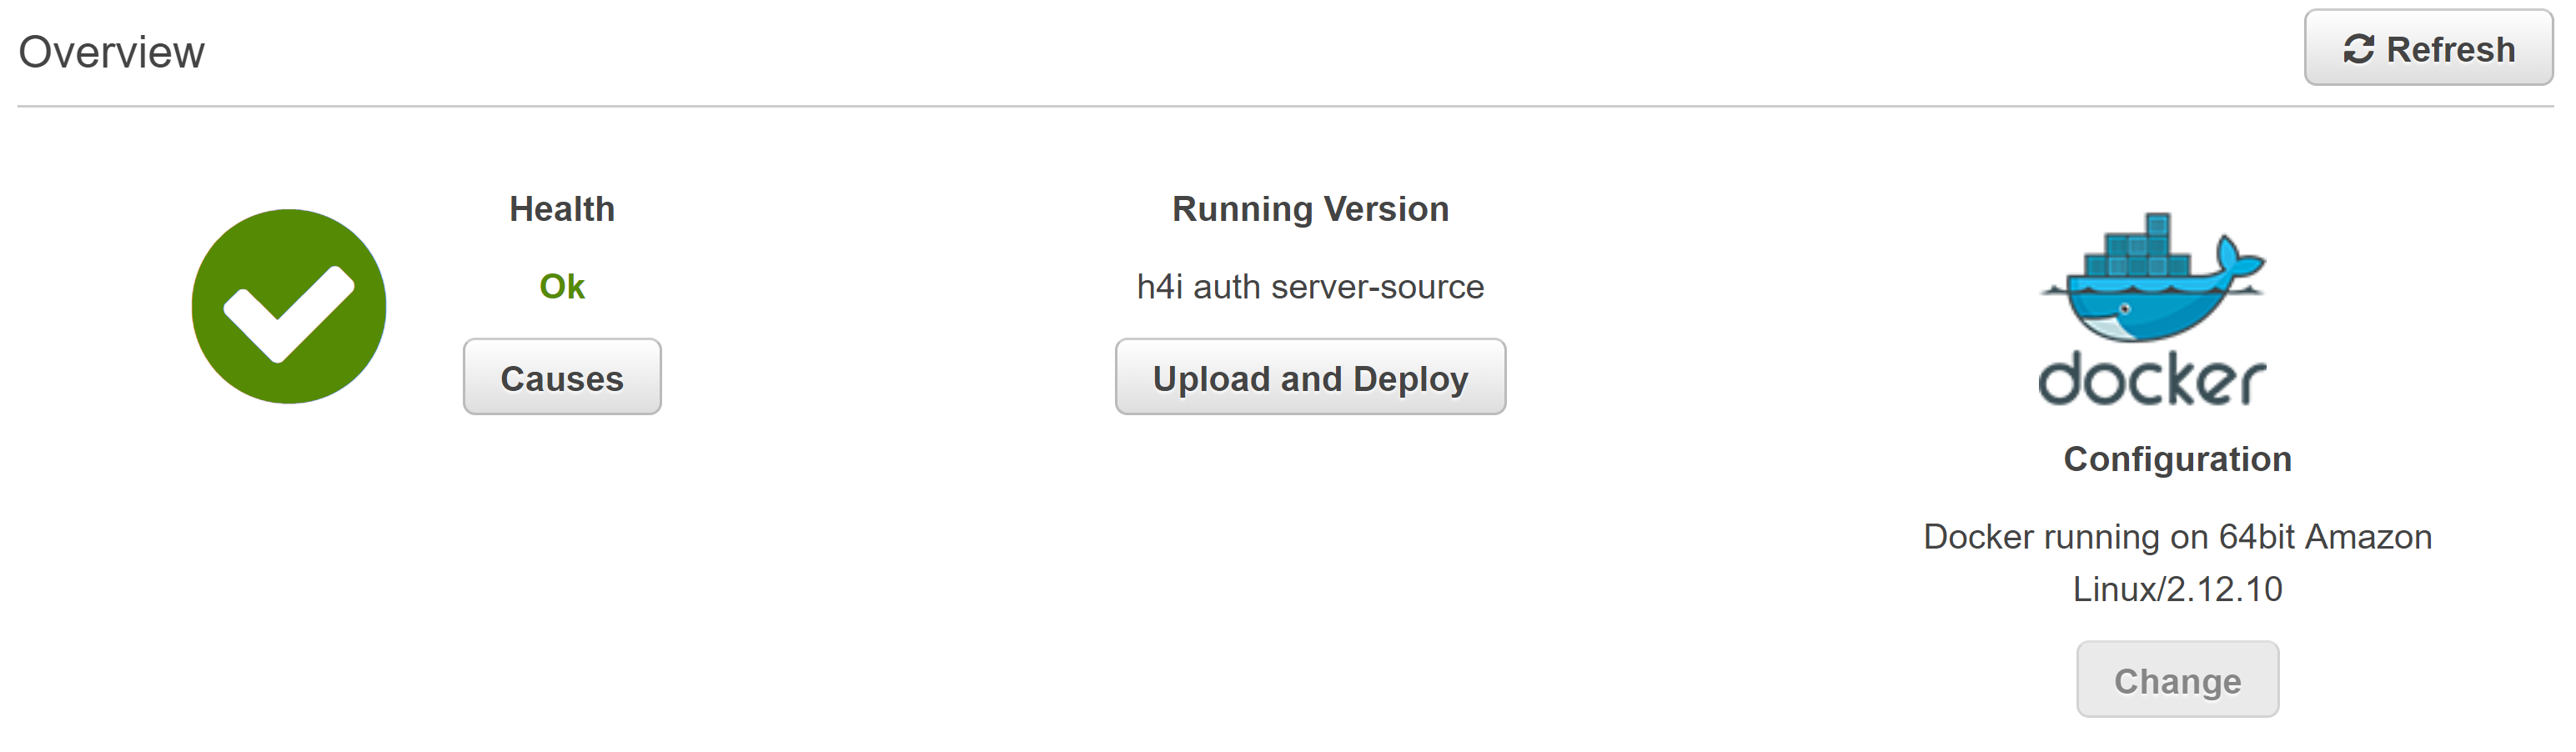 Overview
Refresh
Health
Ok
Causes
Running Version
h4i auth server-source
Upload and Deploy
docker
Configuration
Docker running on 64bit Amazon
Linux/2.12.10
Change